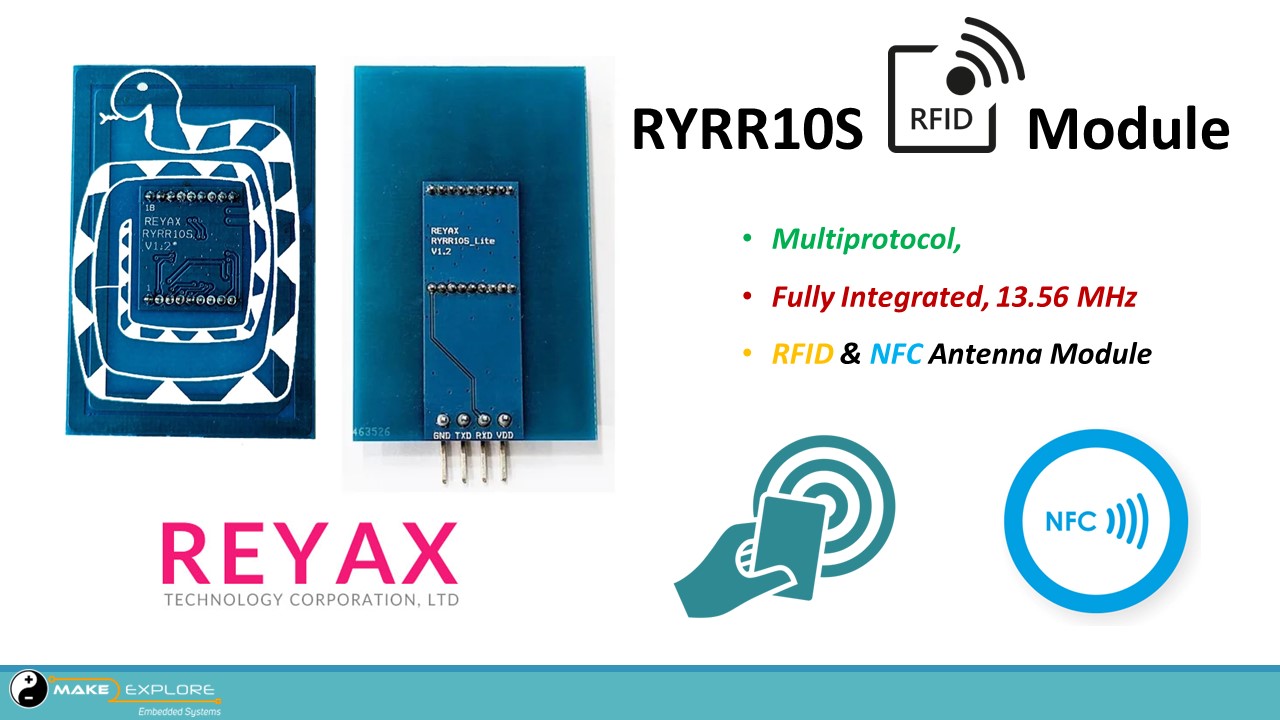 RYRR10S RFID Module
18
REYAX
RYRR10S
V1.2
1
REYAX
RYRR10S_Lite
V1.2
463526
GND TXD RXD VDD
• Multiprotocol,
• Fully Integrated, 13.56 MHz
• RFID & NFC Antenna Module
REYAX
TECHNOLOGY CORPORATION, LTD
NFC
MAKE EXPLORE
Embedded Systems